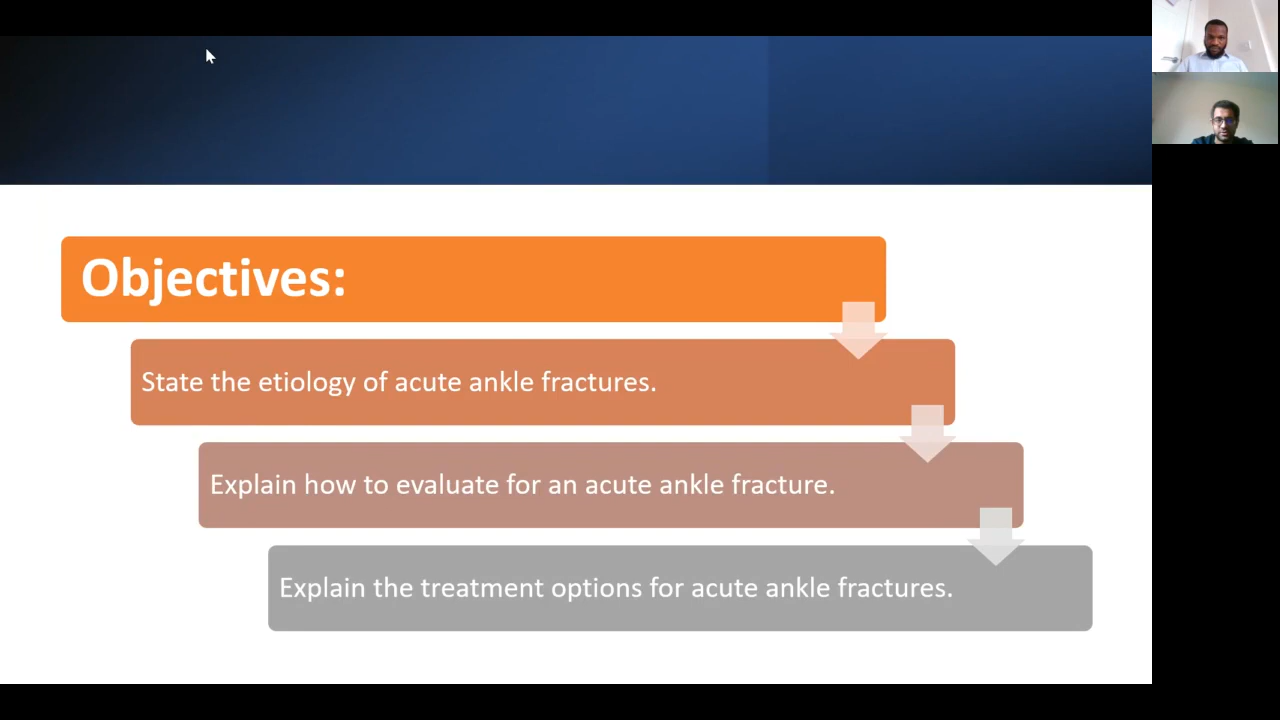 Objectives:
State the etiology of acute ankle fractures.
Explain how to evaluate for an acute ankle fracture.
Explain the treatment options for acute ankle fractures.